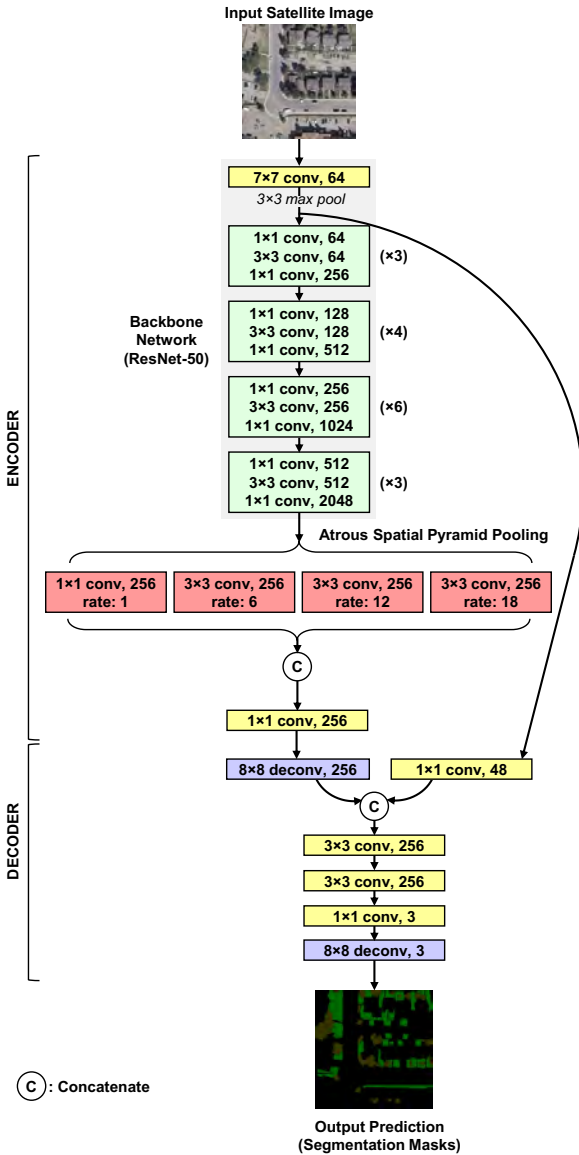 Input Satellite Image
ENCODER
7×7 conv, 64
3×3 max pool
1×1 conv, 64
3×3 conv, 64
1×1 conv, 256
(×3)
Backbone
Network
(ResNet-50)
1×1 conv, 128
3×3 conv, 128
1×1 conv, 512
(×4)
1×1 conv, 256
3×3 conv, 256
1×1 conv, 1024
(×6)
1×1 conv, 512
3×3 conv, 512
1×1 conv, 2048
(×3)
Atrous Spatial Pyramid Pooling
1×1 conv, 256
rate: 1
3×3 conv, 256
rate: 6
3×3 conv, 256
rate: 12
3×3 conv, 256
rate: 18
C
1×1 conv, 256
DECODER
8×8 deconv, 256
1×1 conv, 48
C
3×3 conv, 256
3×3 conv, 256
1×1 conv, 3
8×8 deconv, 3
C : Concatenate
Output Prediction
(Segmentation Masks)